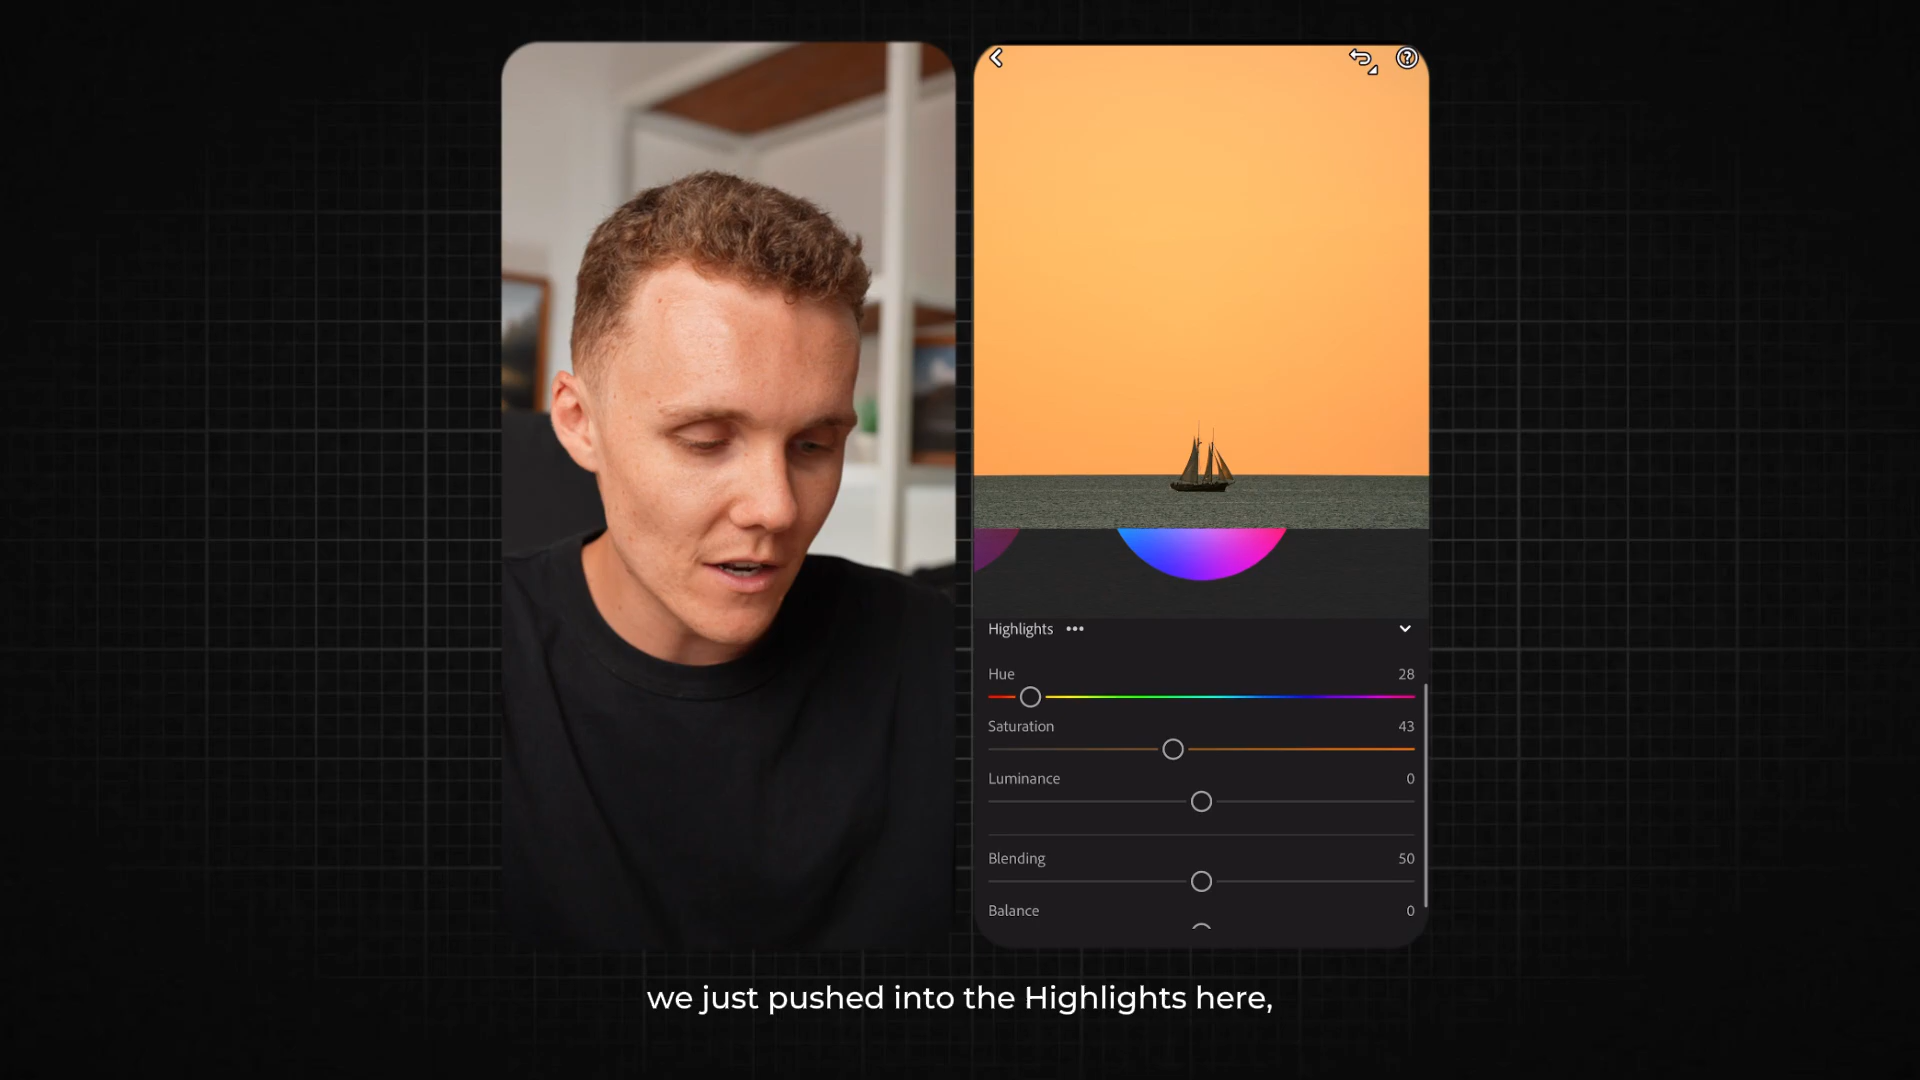 Highlights •••
Hue 28
Saturation 43
Luminance 0
Blending 50
Balance 0
we just pushed into the Highlights here,